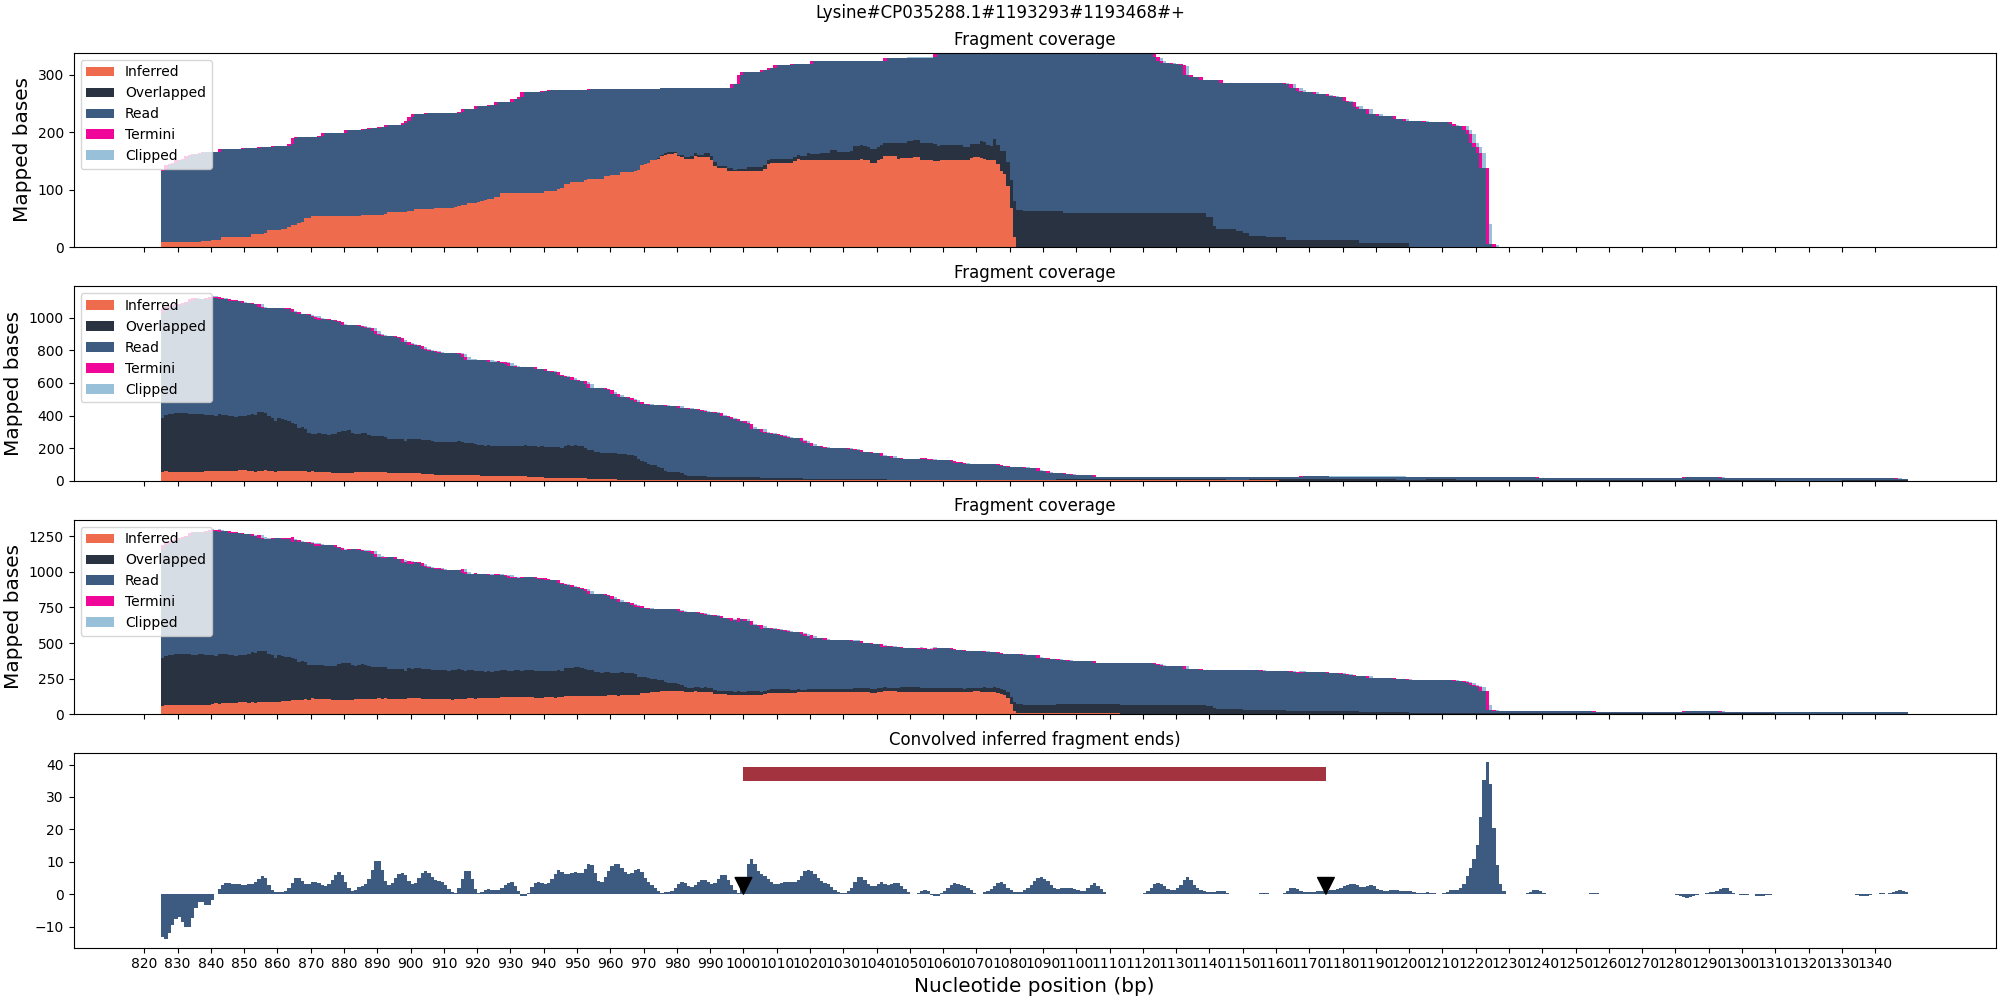 Lysine#CP035288.1#1193293#1193468#+
Fragment coverage
Mapped bases
300
200
100
0
Inferred
Overlapped
Read
Termini
Clipped
Fragment coverage
Mapped bases
1000
800
600
400
200
0
Inferred
Overlapped
Read
Termini
Clipped
Fragment coverage
Mapped bases
1250
1000
750
500
250
0
Inferred
Overlapped
Read
Termini
Clipped
Convolved inferred fragment ends)
40
30
20
10
0
−10
820 830 840 850 860 870 880 890 900 910 920 930 940 950 960 970 980 990 1000 1010 1020 1030 1040 1050 1060 1070 1080 1090 1100 1110 1120 1130 1140 1150 1160 1170 1180 1190 1200 1210 1220 1230 1240 1250 1260 1270 1280 1290 1300 1310 1320 1330 1340
Nucleotide position (bp)